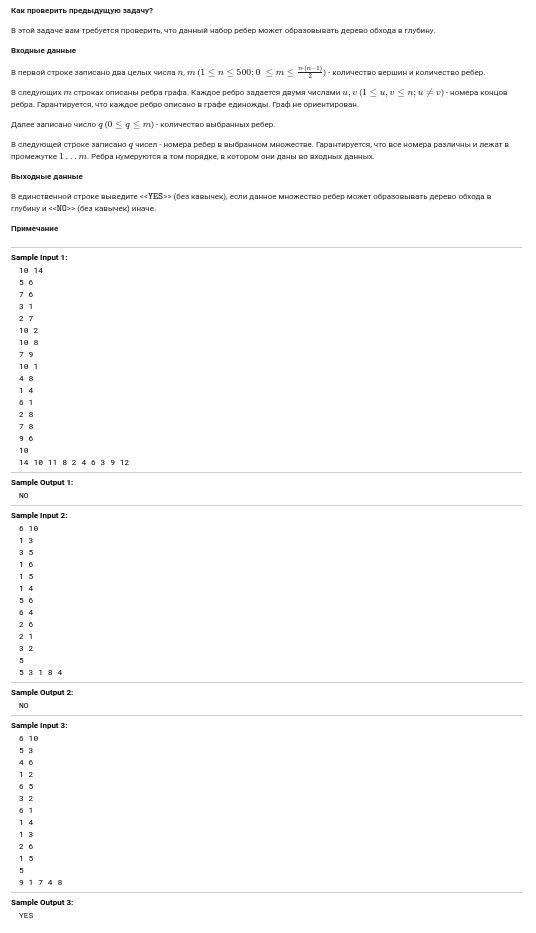 Как проверить предыдущую задачу?
В этой задаче вам требуется проверить, что данный набор ребер может образовывать дерево обхода в глубину.
Входные данные
В первой строке записано два целых числа n, m (1 ≤ n ≤ 500; 0 ≤ m ≤ n·(n−1)/2) - количество вершин и количество ребер.
В следующих m строках описаны ребра графа. Каждое ребро задается двумя числами u, v (1 ≤ u, v ≤ n; u ≠ v) - номера концов
ребра. Гарантируется, что каждое ребро описано в графе единожды. Граф не ориентирован.
Далее записано число q (0 ≤ q ≤ m) - количество выбранных ребер.
В следующей строке записано q чисел - номера ребер в выбранном множестве. Гарантируется, что все номера различны и лежат в
промежутке 1 … m. Ребра нумеруются в том порядке, в котором они даны во входных данных.
Выходные данные
В единственной строке выведите <<YES>> (без кавычек), если данное множество ребер может образовывать дерево обхода в
глубину и <<NO>> (без кавычек) иначе.
Примечание
Sample Input 1:
10 14
5 6
7 6
3 1
2 7
10 2
10 8
7 9
10 1
4 8
1 4
6 1
2 8
7 8
9 6
10
14 10 11 8 2 4 6 3 9 12
Sample Output 1:
NO
Sample Input 2:
6 10
1 3
3 5
1 6
1 5
1 4
5 6
6 4
2 6
2 1
3 2
5
5 3 1 8 4
Sample Output 2:
NO
Sample Input 3:
6 10
5 3
4 6
1 2
6 5
3 2
6 1
1 4
1 3
2 6
1 5
5
9 1 7 4 8
Sample Output 3:
YES